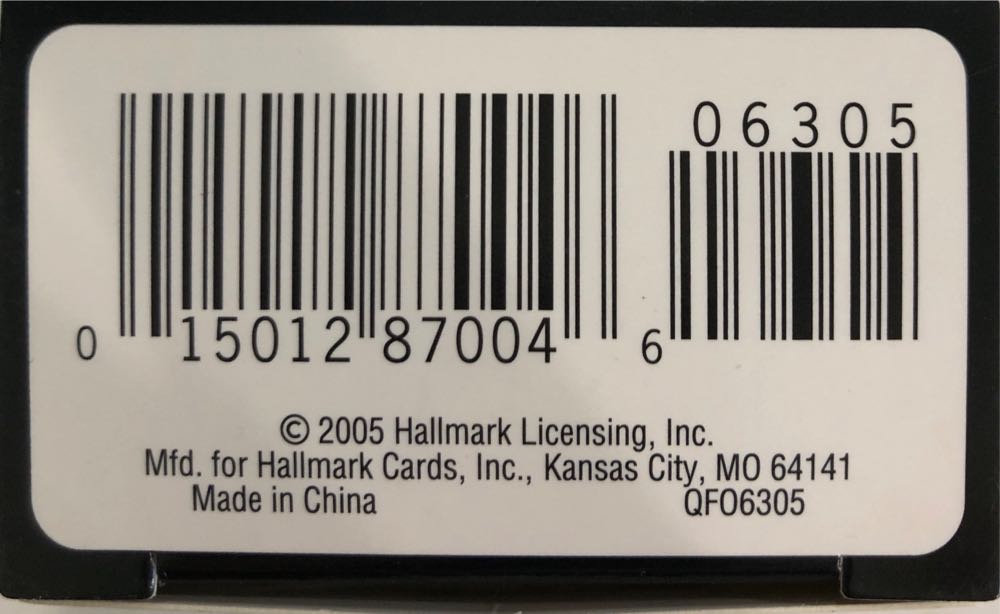 06305
0 15012 87004 6
© 2005 Hallmark Licensing, Inc.
Mfd. for Hallmark Cards, Inc., Kansas City, MO 64141
Made in China QFO6305